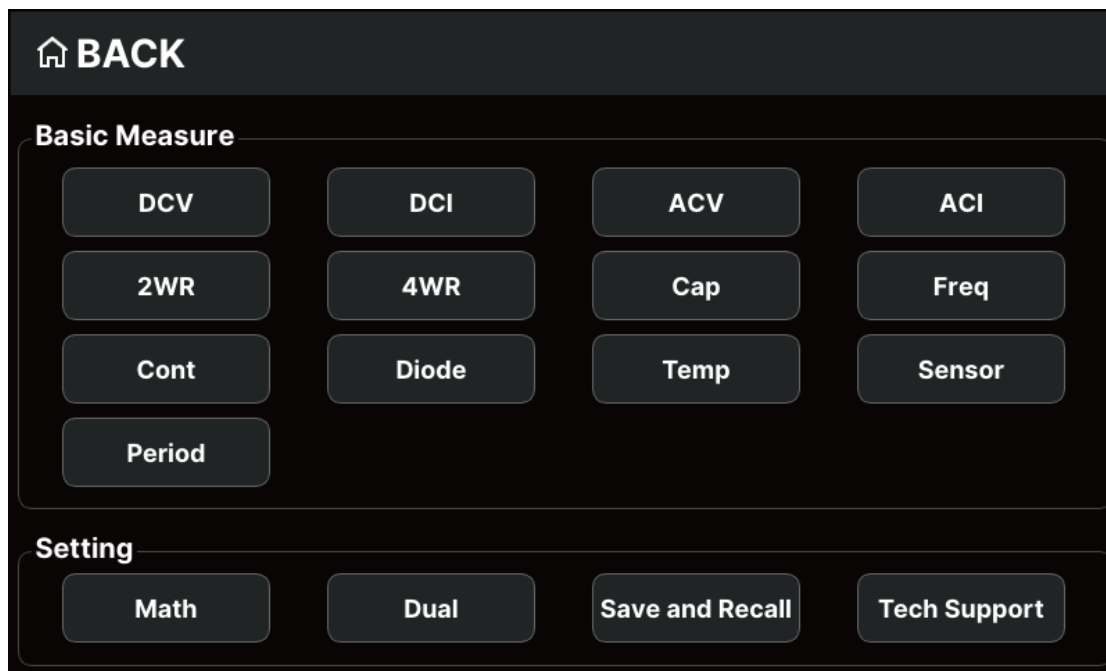 BACK
Basic Measure
DCV DCI ACV ACI
2WR 4WR Cap Freq
Cont Diode Temp Sensor
Period
Setting
Math Dual Save and Recall Tech Support